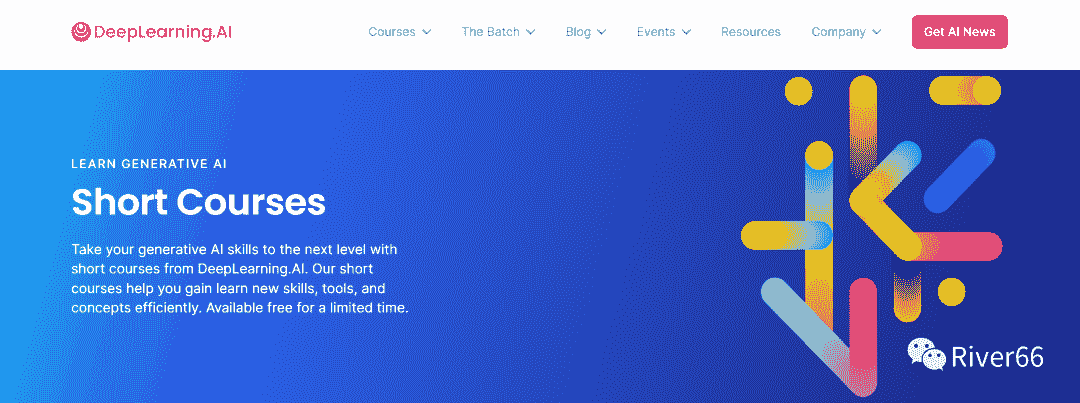 DeepLearning.AI
Courses
The Batch
Blog
Events
Resources
Company
Get AI News
LEARN GENERATIVE AI
Short Courses
Take your generative AI skills to the next level with
short courses from DeepLearning.AI. Our short
courses help you gain learn new skills, tools, and
concepts efficiently. Available free for a limited time.
River66